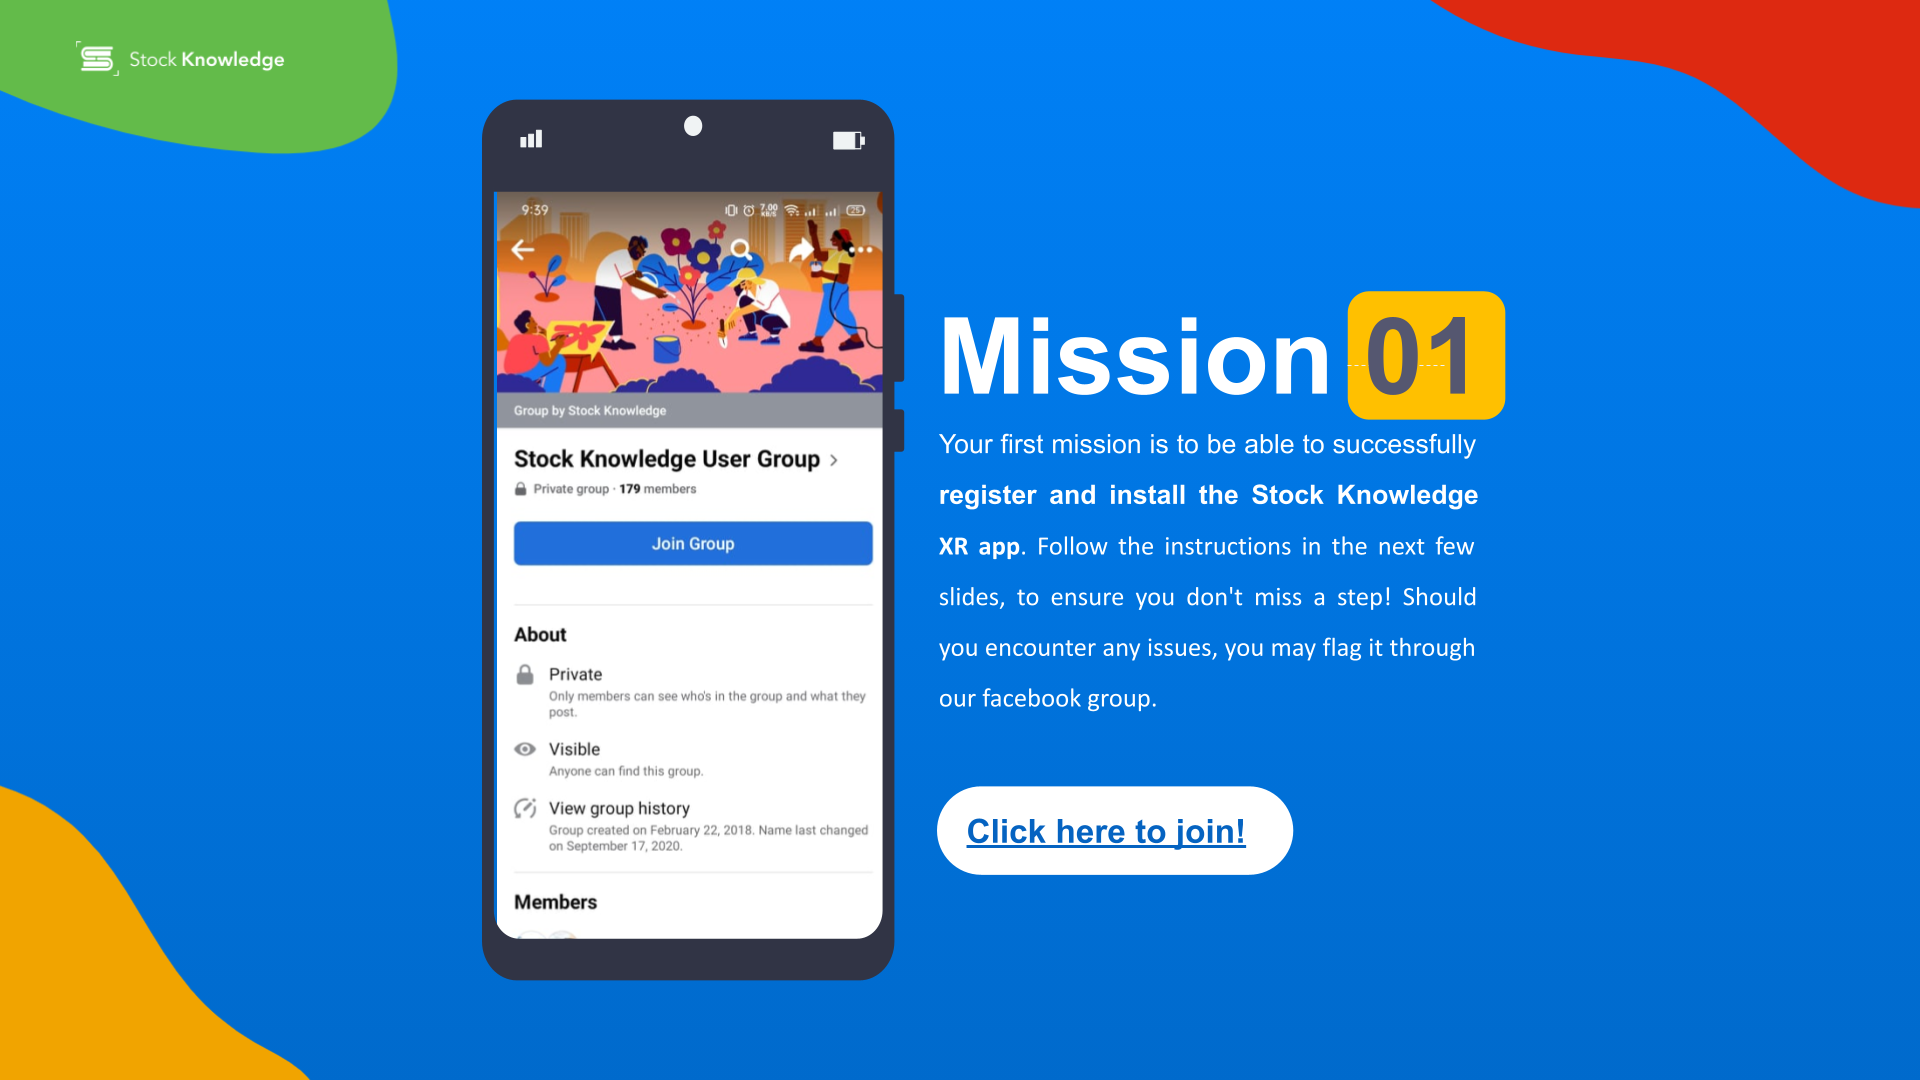 Stock Knowledge
9:39
7.00
KB/S
25
Group by Stock Knowledge
Stock Knowledge User Group
Private group · 179 members
Join Group
About
Private
Only members can see who's in the group and what they
post.
Visible
Anyone can find this group.
View group history
Group created on February 22, 2018. Name last changed
on September 17, 2020.
Members
Mission 01
Your first mission is to be able to successfully
register and install the Stock Knowledge
XR app. Follow the instructions in the next few
slides, to ensure you don't miss a step! Should
you encounter any issues, you may flag it through
our facebook group.
Click here to join!